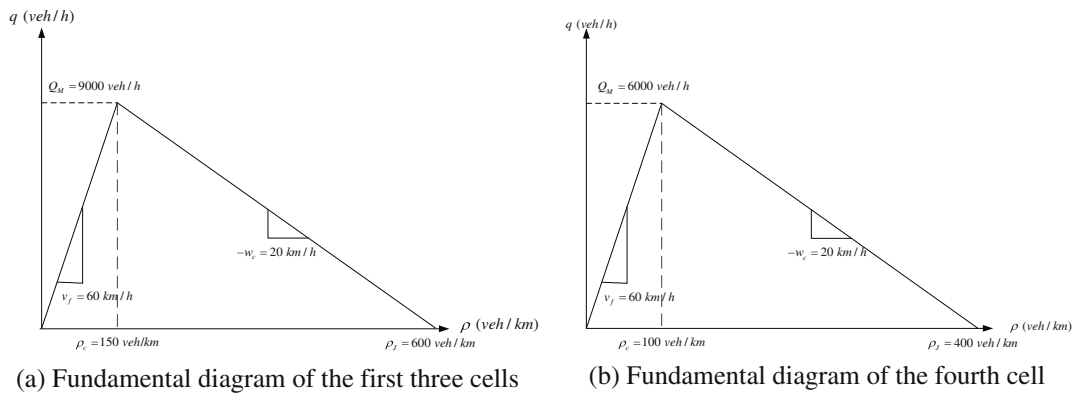 q (veh/h)
Q_M = 9000 veh/h
-w_c = 20 km/h
v_f = 60 km/h
ρ (veh/km)
ρ_c = 150 veh/km
ρ_J = 600 veh/km
(a) Fundamental diagram of the first three cells
q (veh/h)
Q_M = 6000 veh/h
-w_c = 20 km/h
v_f = 60 km/h
ρ (veh/km)
ρ_c = 100 veh/km
ρ_J = 400 veh/km
(b) Fundamental diagram of the fourth cell